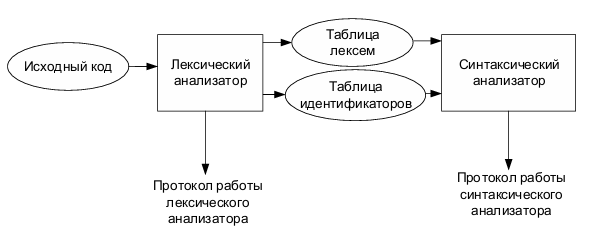 Исходный код
Лексический
анализатор
Таблица
лексем
Таблица
идентификаторов
Синтаксический
анализатор
Протокол работы
лексического
анализатора
Протокол работы
синтаксического
анализатора